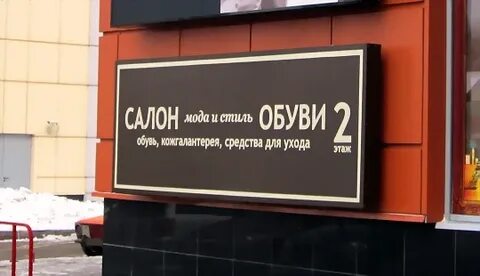 САЛОН мода и стиль ОБУВИ 2
обувь, кожгалантерея, средства для ухода этаж